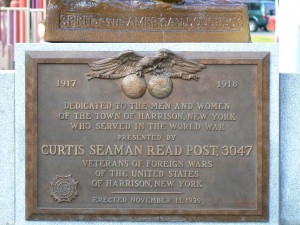 SPIRIT OF THE AMERICAN DOUGHBOY
1917 1918
DEDICATED TO THE MEN AND WOMEN
OF THE TOWN OF HARRISON, NEW YORK
WHO SERVED IN THE WORLD WAR
PRESENTED BY
CURTIS SEAMAN READ POST, 3047
VETERANS OF FOREIGN WARS
OF THE UNITED STATES
OF HARRISON, NEW YORK
ERECTED NOVEMBER 11, 1939